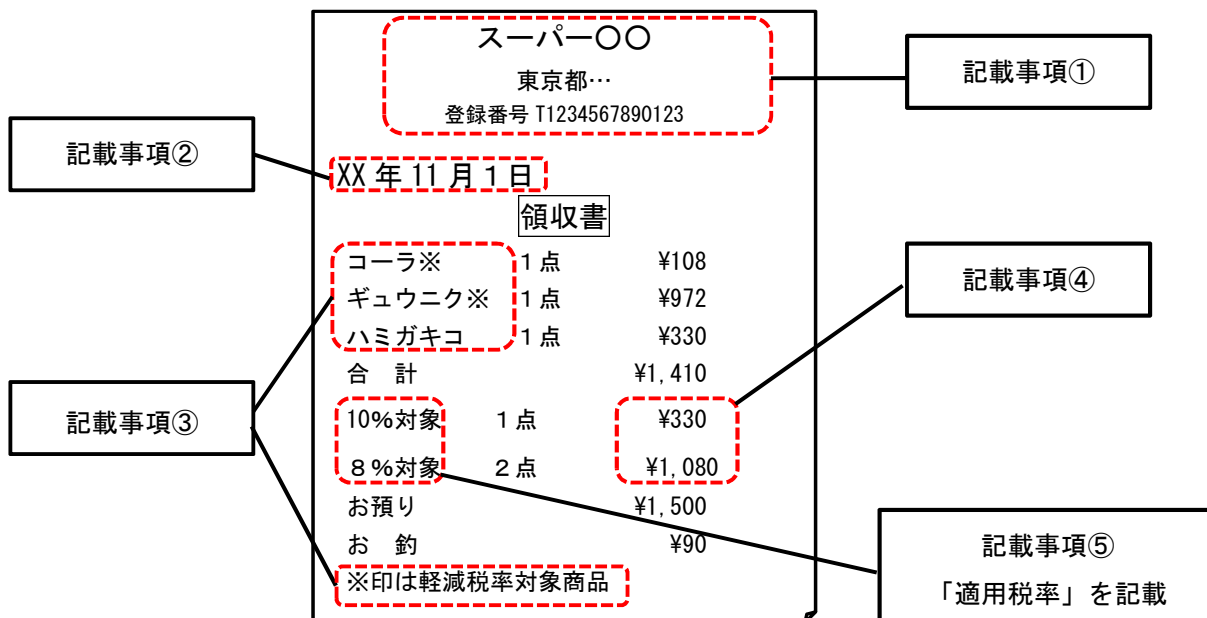 スーパー〇〇
東京都…
登録番号 T1234567890123
記載事項①
記載事項②
XX 年 11 月 1 日
領収書
コーラ※ 1 点 ¥108
ギュウニク※ 1 点 ¥972
ハミガキコ 1 点 ¥330
合 計 ¥1,410
10%対象 1 点 ¥330
8%対象 2 点 ¥1,080
お預り ¥1,500
お 釣 ¥90
※印は軽減税率対象商品
記載事項③
記載事項④
記載事項⑤
「適用税率」を記載